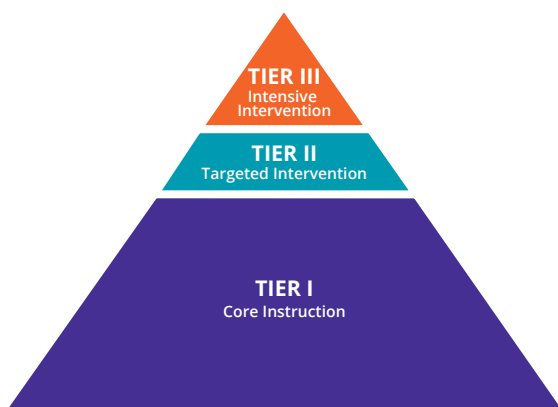 TIER III
Intensive
Intervention
TIER II
Targeted Intervention
TIER I
Core Instruction